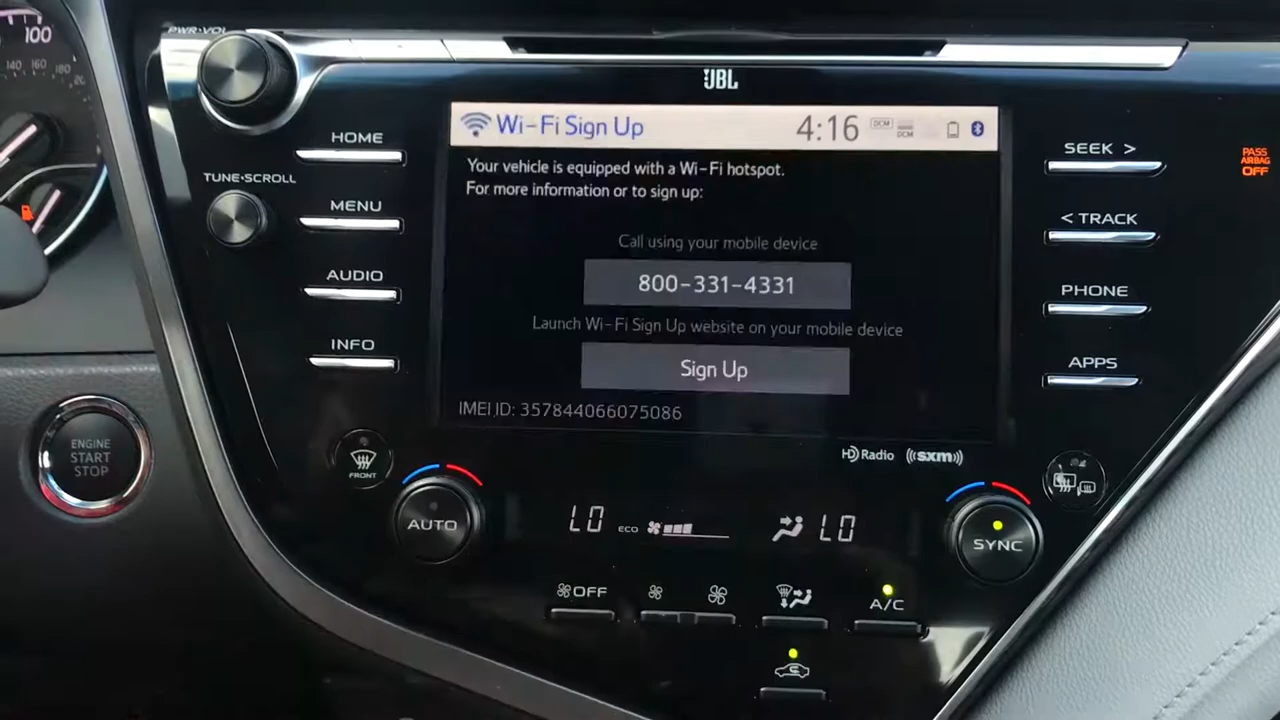 100
140 160 180
PWR•VOL
JBL
HOME
TUNE•SCROLL
MENU
AUDIO
INFO
Wi-Fi Sign Up
4:16
DCM
DCM
Your vehicle is equipped with a Wi-Fi hotspot.
For more information or to sign up:
Call using your mobile device
800-331-4331
Launch Wi-Fi Sign Up website on your mobile device
Sign Up
IMEI ID: 357844066075086
SEEK >
< TRACK
PHONE
APPS
PASS
AIRBAG
OFF
ENGINE
START
STOP
HD Radio
((sxm))
FRONT
AUTO
LO
ECO
LO
SYNC
OFF
A/C